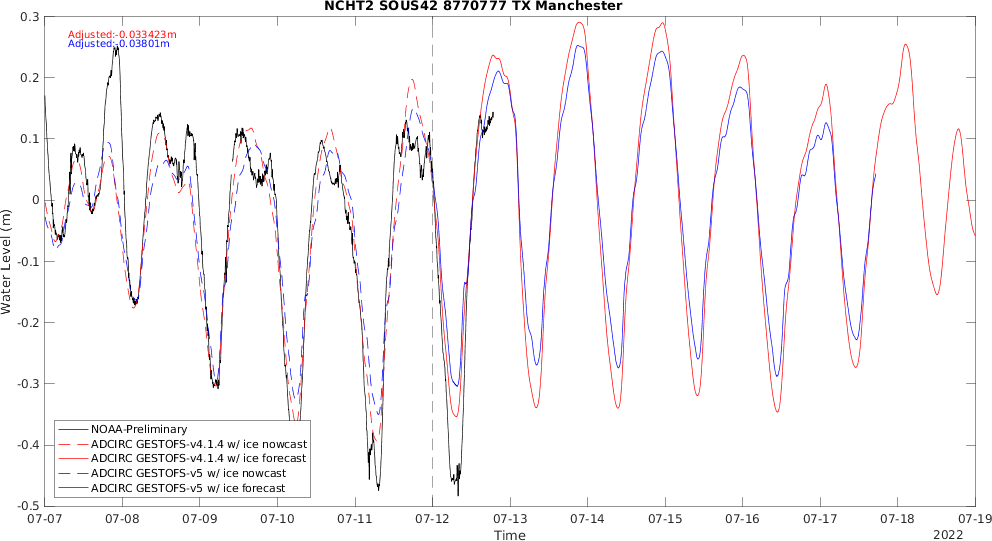 NCHT2 SOUS42 8770777 TX Manchester
Adjusted:-0.033423m
Adjusted:-0.03801m
0.3
0.2
0.1
0
-0.1
-0.2
-0.3
-0.4
-0.5
Water Level (m)
NOAA-Preliminary
ADCIRC GESTOFS-v4.1.4 w/ ice nowcast
ADCIRC GESTOFS-v4.1.4 w/ ice forecast
ADCIRC GESTOFS-v5 w/ ice nowcast
ADCIRC GESTOFS-v5 w/ ice forecast
07-07 07-08 07-09 07-10 07-11 07-12 07-13 07-14 07-15 07-16 07-17 07-18 07-19
Time
2022